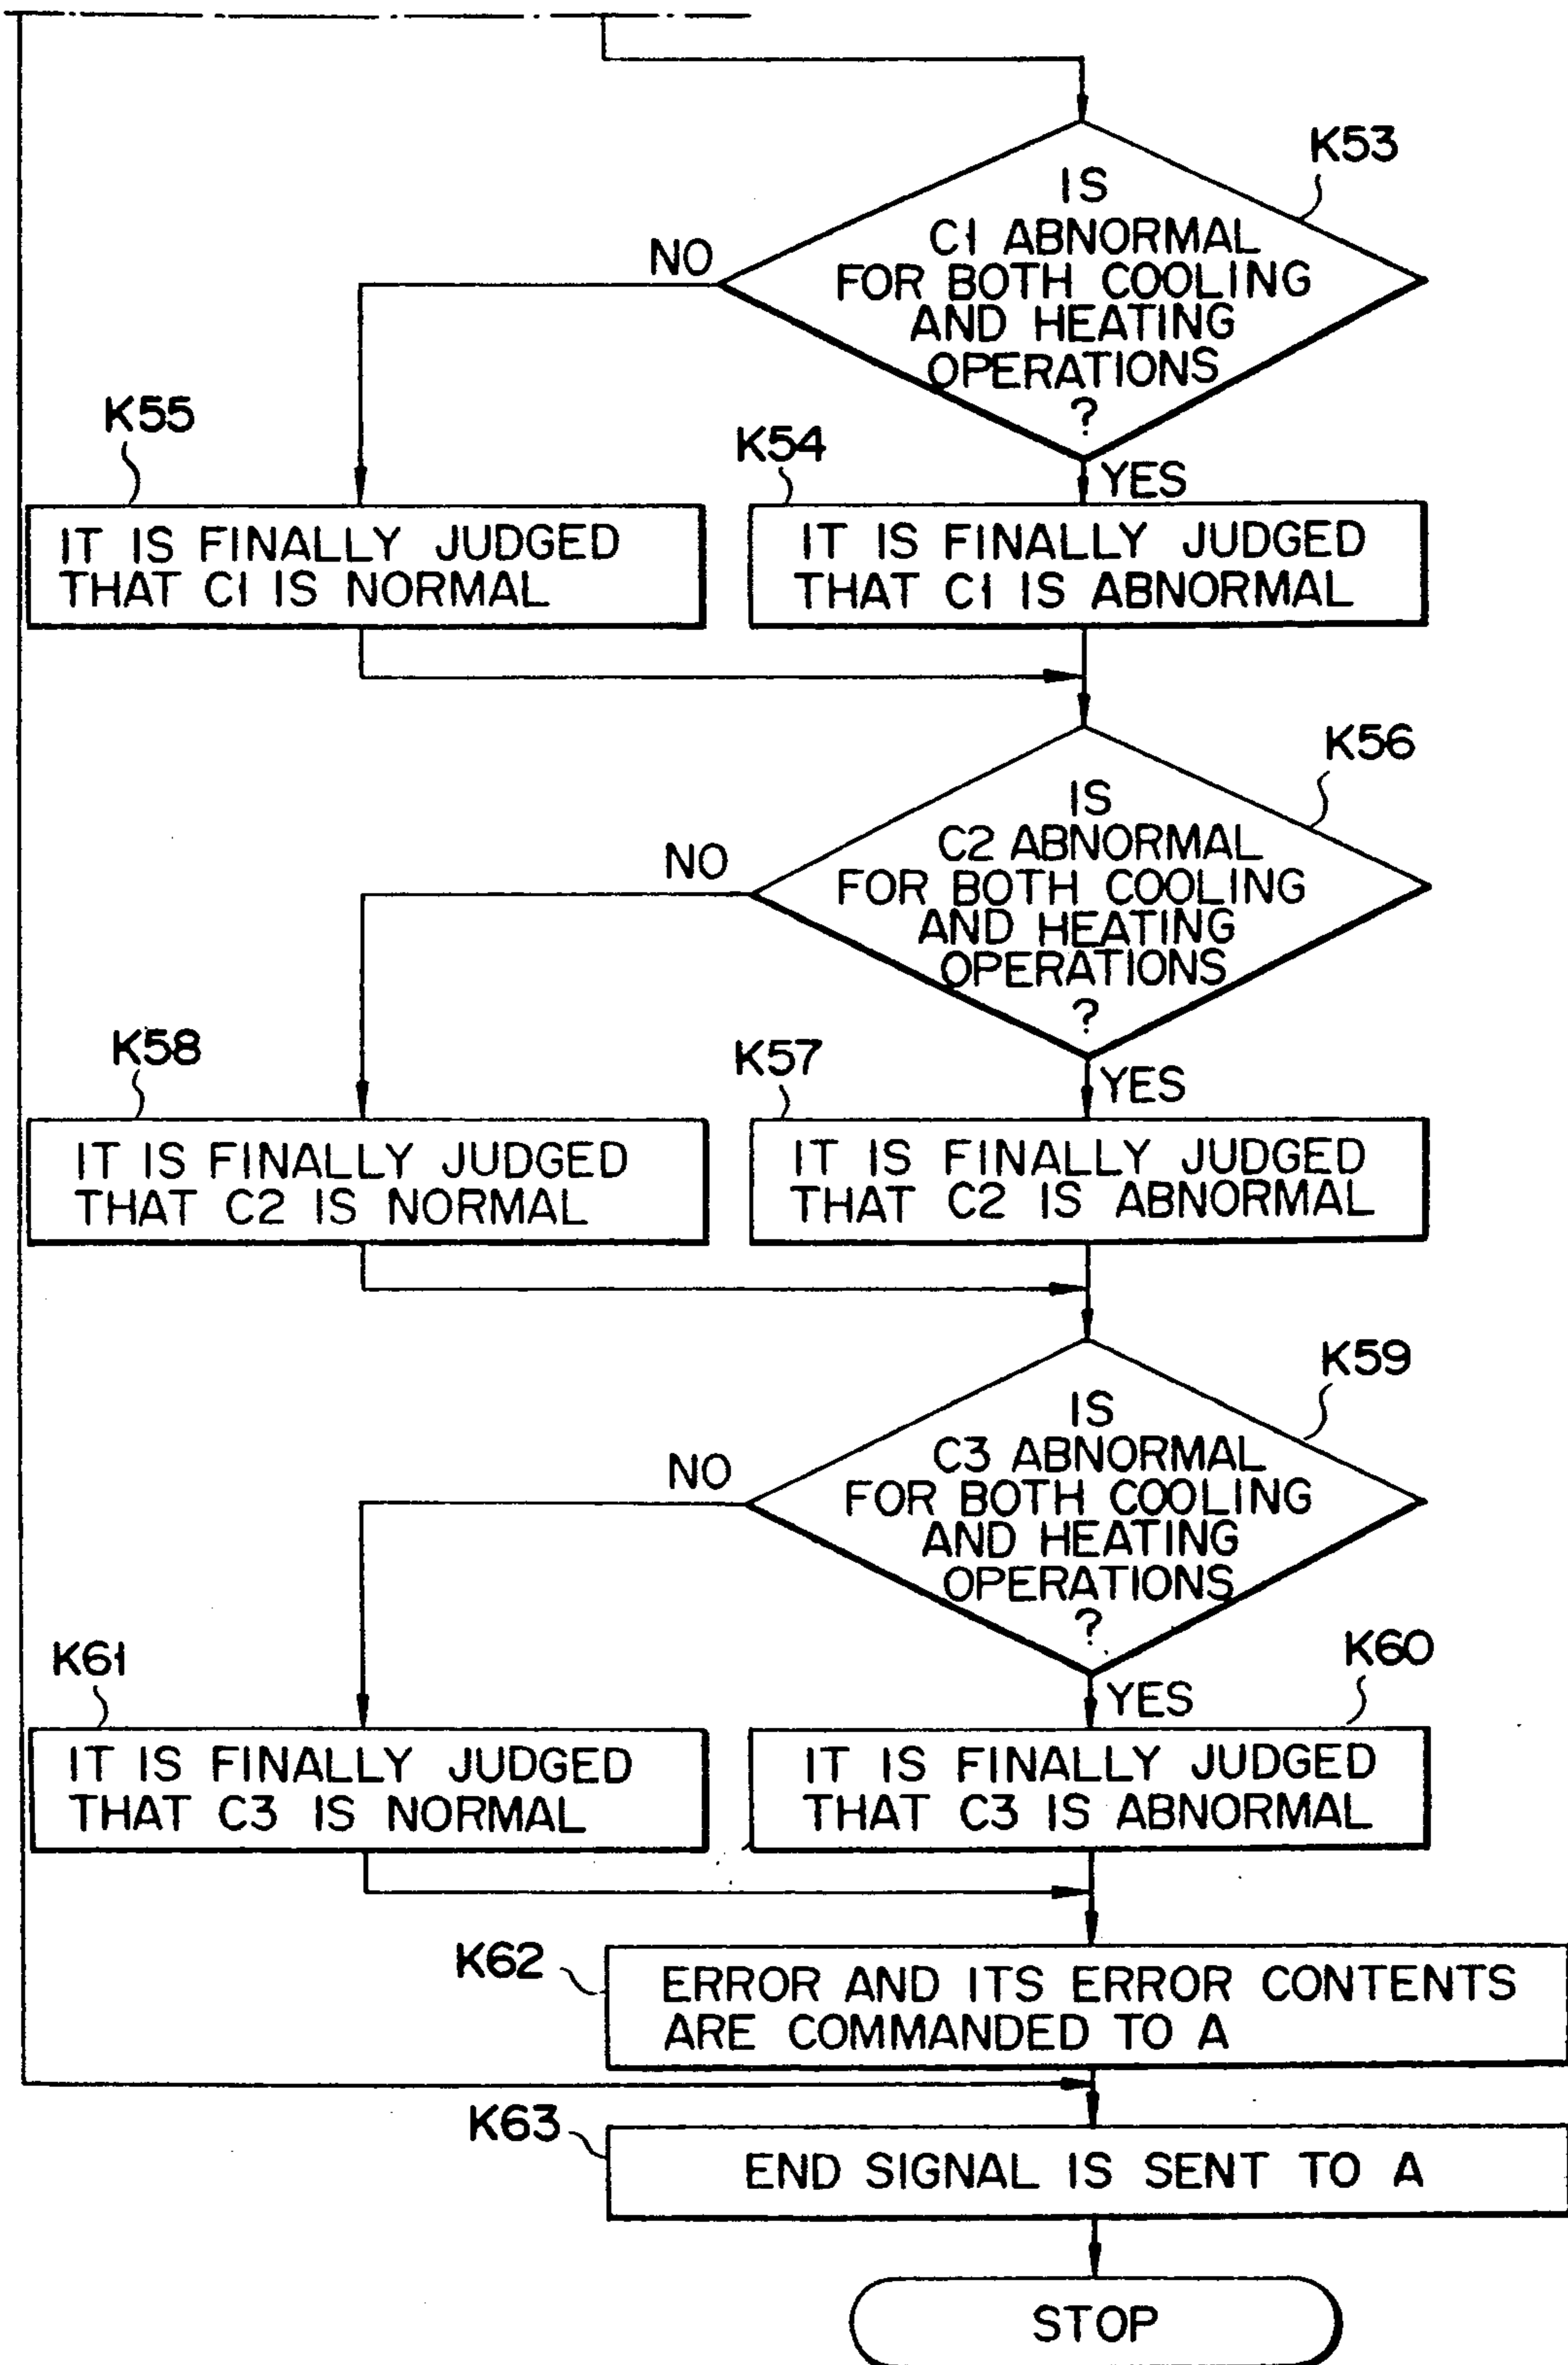 K53
IS
C1 ABNORMAL
FOR BOTH COOLING
AND HEATING
OPERATIONS
?
NO
YES
K55
IT IS FINALLY JUDGED
THAT C1 IS NORMAL
K54
IT IS FINALLY JUDGED
THAT C1 IS ABNORMAL
K56
IS
C2 ABNORMAL
FOR BOTH COOLING
AND HEATING
OPERATIONS
?
NO
YES
K58
IT IS FINALLY JUDGED
THAT C2 IS NORMAL
K57
IT IS FINALLY JUDGED
THAT C2 IS ABNORMAL
K59
IS
C3 ABNORMAL
FOR BOTH COOLING
AND HEATING
OPERATIONS
?
NO
YES
K61
IT IS FINALLY JUDGED
THAT C3 IS NORMAL
K60
IT IS FINALLY JUDGED
THAT C3 IS ABNORMAL
K62
ERROR AND ITS ERROR CONTENTS
ARE COMMANDED TO A
K63
END SIGNAL IS SENT TO A
STOP